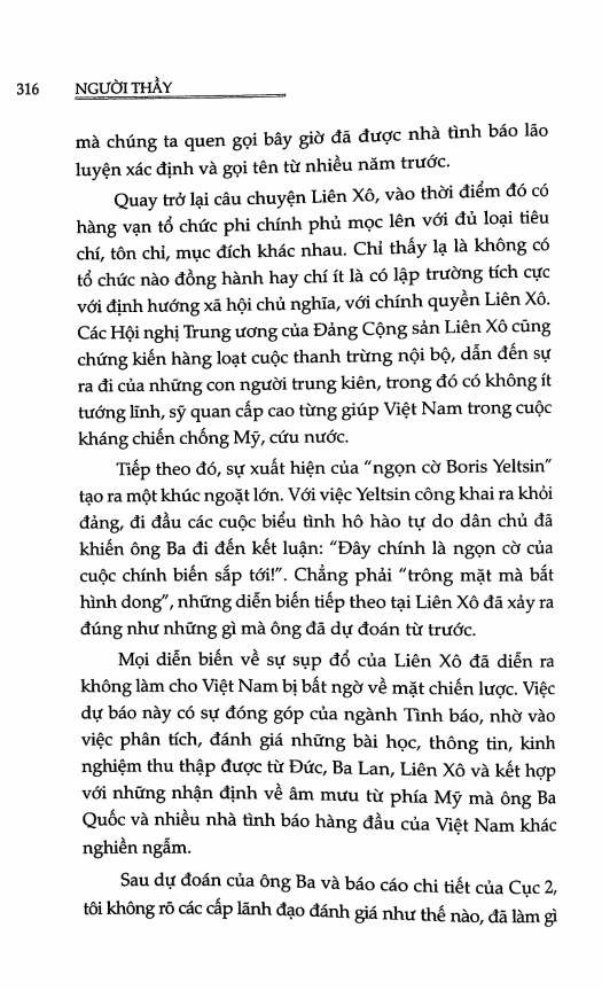 316 NGƯỜI THẦY
mà chúng ta quen gọi bây giờ đã được nhà tình báo lão
luyện xác định và gọi tên từ nhiều năm trước.
Quay trở lại câu chuyện Liên Xô, vào thời điểm đó có
hàng vạn tổ chức phi chính phủ mọc lên với đủ loại tiêu
chí, tôn chỉ, mục đích khác nhau. Chỉ thấy lạ là không có
tổ chức nào đồng hành hay chí ít là có lập trường tích cực
với định hướng xã hội chủ nghĩa, với chính quyền Liên Xô.
Các Hội nghị Trung ương của Đảng Cộng sản Liên Xô cũng
chứng kiến hàng loạt cuộc thanh trừng nội bộ, dẫn đến sự
ra đi của những con người trung kiên, trong đó có không ít
tướng lĩnh, sỹ quan cấp cao từng giúp Việt Nam trong cuộc
kháng chiến chống Mỹ, cứu nước.
Tiếp theo đó, sự xuất hiện của “ngọn cờ Boris Yeltsin”
tạo ra một khúc ngoặt lớn. Với việc Yeltsin công khai ra khỏi
đảng, đi đầu các cuộc biểu tình hô hào tự do dân chủ đã
khiến ông Ba đi đến kết luận: “Đây chính là ngọn cờ của
cuộc chính biến sắp tới!”. Chẳng phải “trông mặt mà bắt
hình dong”, những diễn biến tiếp theo tại Liên Xô đã xảy ra
đúng như những gì mà ông đã dự đoán từ trước.
Mọi diễn biến về sự sụp đổ của Liên Xô đã diễn ra
không làm cho Việt Nam bị bất ngờ về mặt chiến lược. Việc
dự báo này có sự đóng góp của ngành Tình báo, nhờ vào
việc phân tích, đánh giá những bài học, thông tin, kinh
nghiệm thu thập được từ Đức, Ba Lan, Liên Xô và kết hợp
với những nhận định về âm mưu từ phía Mỹ mà ông Ba
Quốc và nhiều nhà tình báo hàng đầu của Việt Nam khác
nghiền ngẫm.
Sau dự đoán của ông Ba và báo cáo chi tiết của Cục 2,
tôi không rõ các cấp lãnh đạo đánh giá như thế nào, đã làm gì